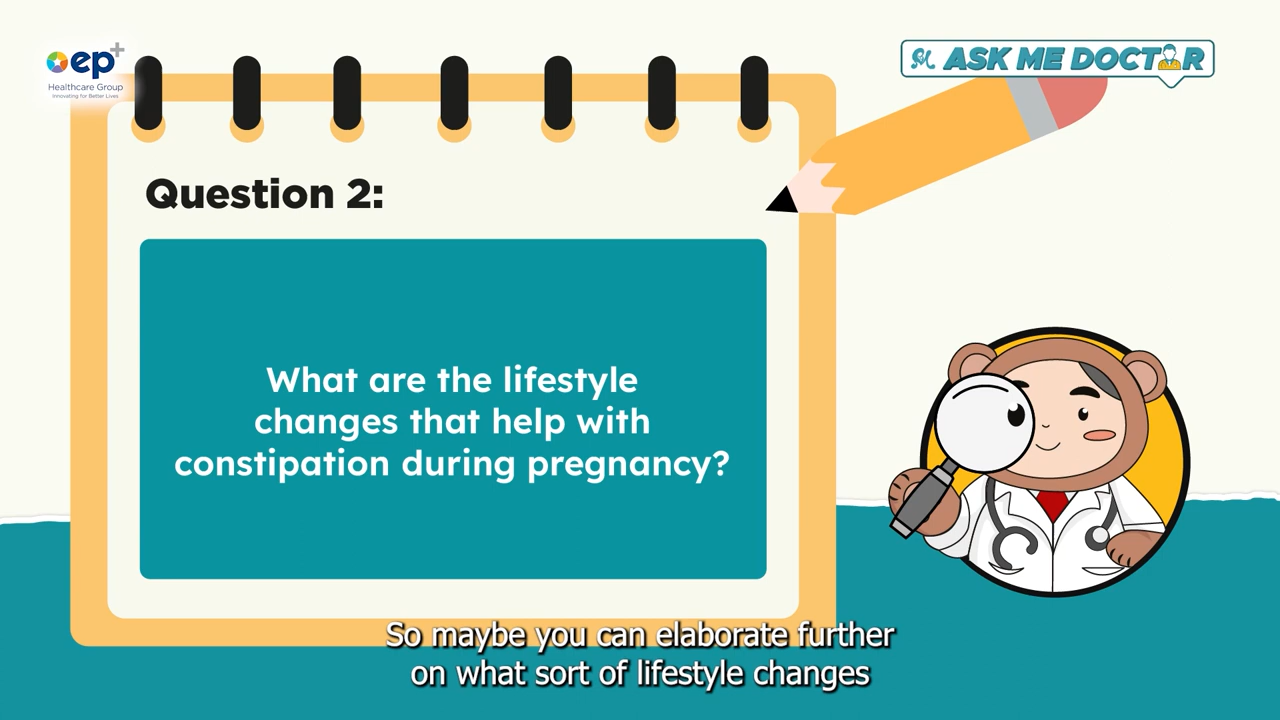 ep+
Healthcare Group
Innovating for Better Lives
ASK ME DOCTOR
Question 2:
What are the lifestyle
changes that help with
constipation during pregnancy?
So maybe you can elaborate further
on what sort of lifestyle changes